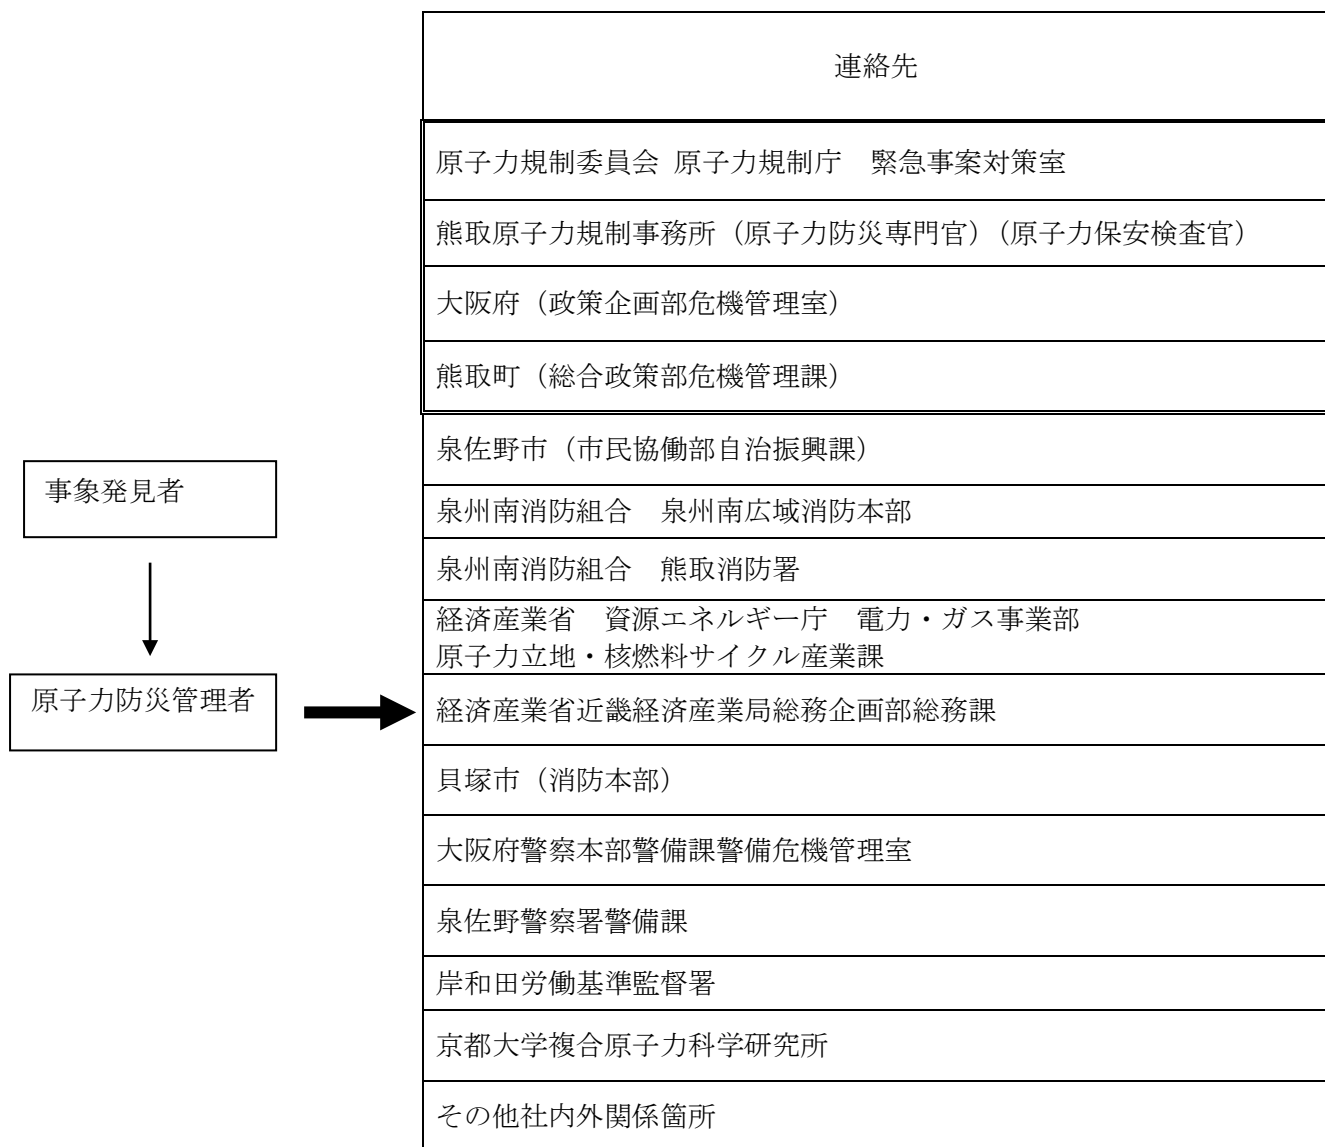 連絡先
原子力規制委員会 原子力規制庁　緊急事案対策室
熊取原子力規制事務所（原子力防災専門官）（原子力保安検査官）
大阪府（政策企画部危機管理室）
熊取町（総合政策部危機管理課）
泉佐野市（市民協働部自治振興課）
泉州南消防組合　泉州南広域消防本部
泉州南消防組合　熊取消防署
経済産業省　資源エネルギー庁　電力・ガス事業部
原子力立地・核燃料サイクル産業課
経済産業省近畿経済産業局総務企画部総務課
貝塚市（消防本部）
大阪府警察本部警備課警備危機管理室
泉佐野警察署警備課
岸和田労働基準監督署
京都大学複合原子力科学研究所
その他社内外関係箇所
事象発見者
原子力防災管理者